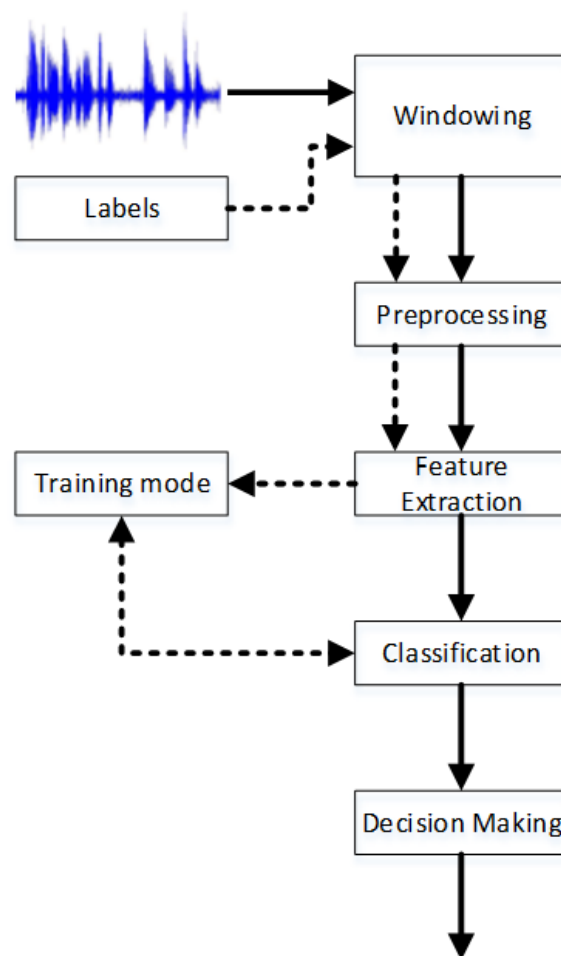 Windowing
Labels
Preprocessing
Training mode
Feature
Extraction
Classification
Decision Making